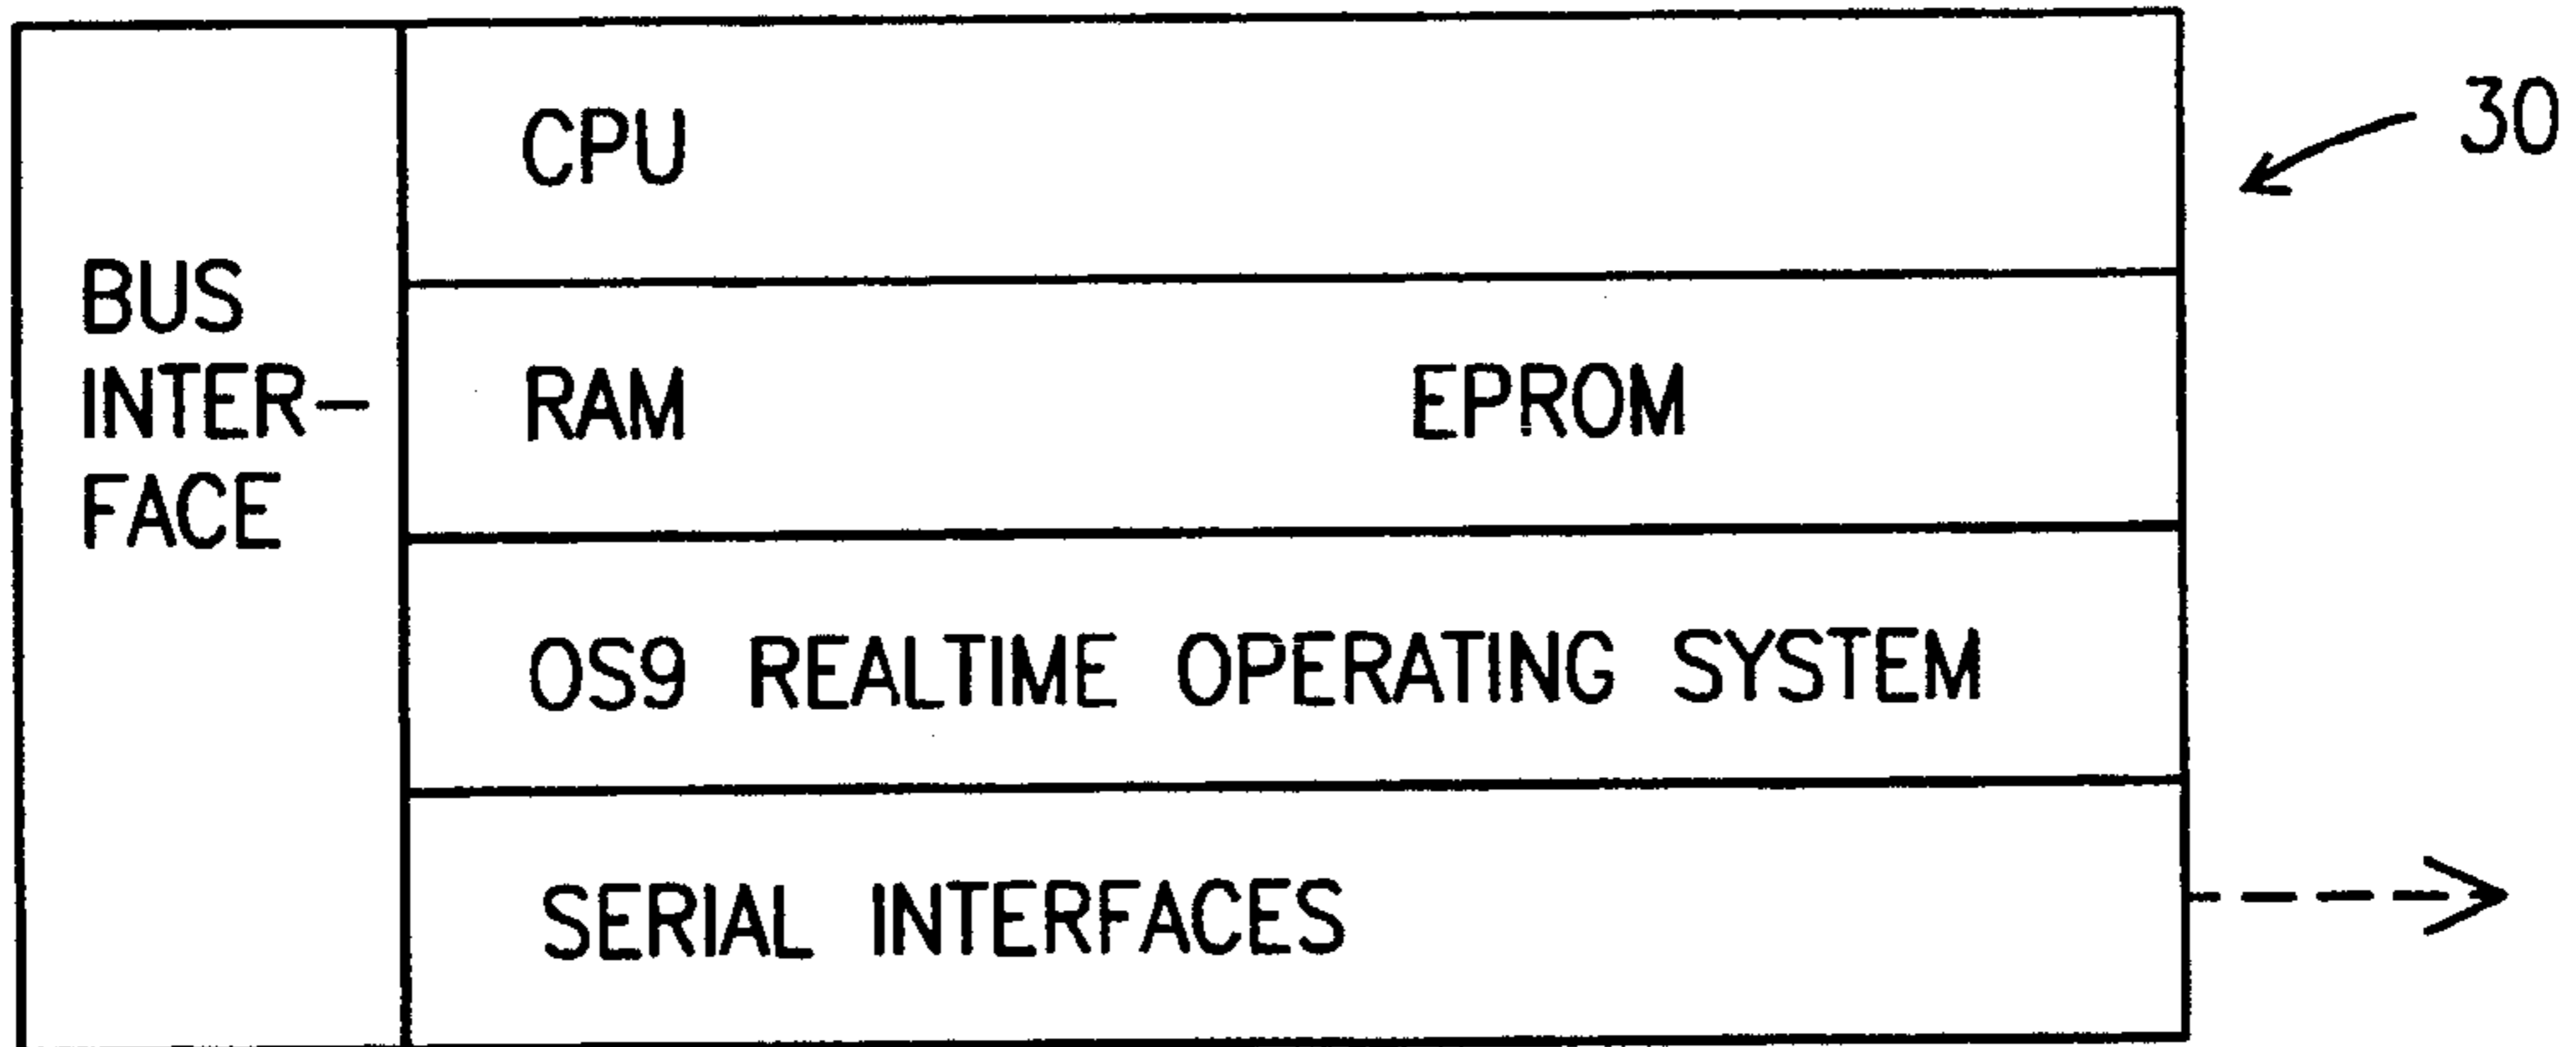 CPU
30
BUS
INTER-
FACE
RAM EPROM
OS9 REALTIME OPERATING SYSTEM
SERIAL INTERFACES